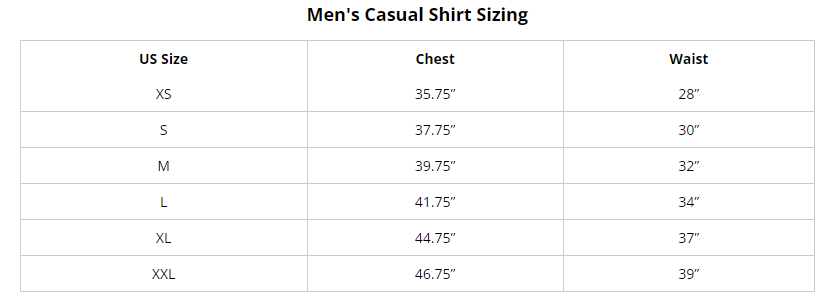 Men's Casual Shirt Sizing
US Size Chest Waist
XS 35.75” 28”
S 37.75” 30”
M 39.75” 32”
L 41.75” 34”
XL 44.75” 37”
XXL 46.75” 39”